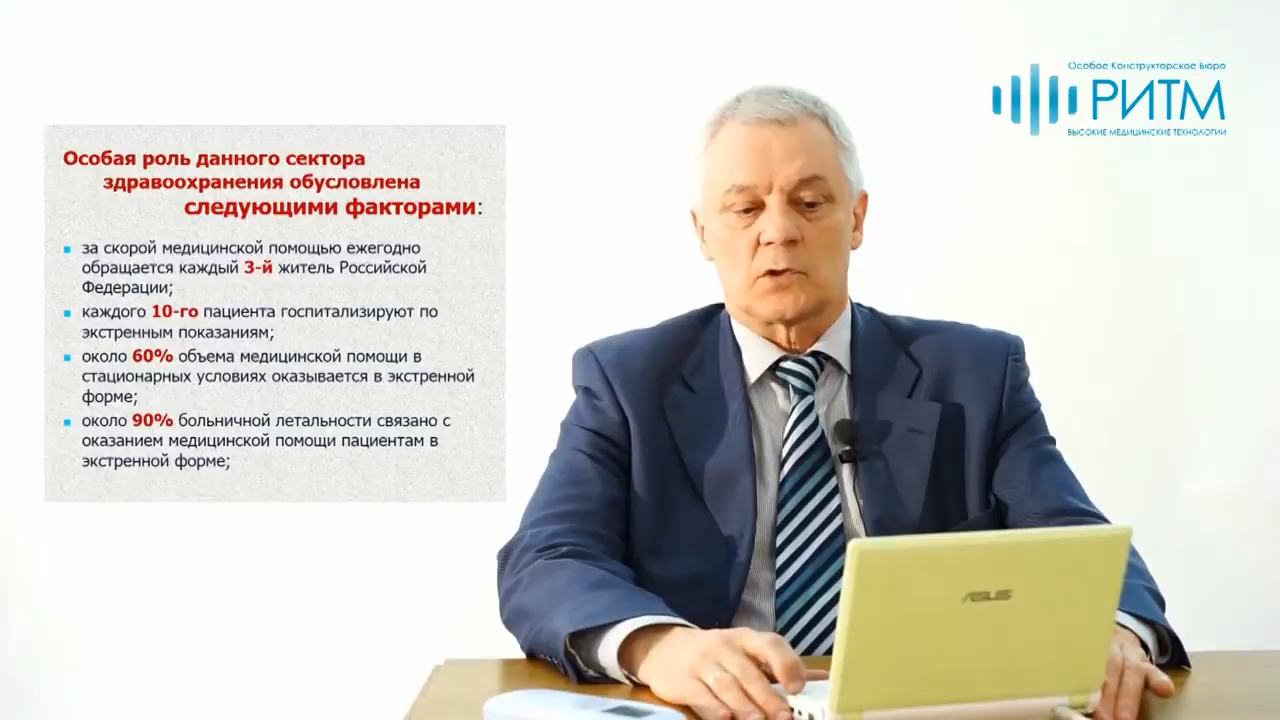 Особое Конструкторское Бюро
РИТМ
ВЫСОКИЕ МЕДИЦИНСКИЕ ТЕХНОЛОГИИ
Особая роль данного сектора
здравоохранения обусловлена
следующими факторами:
за скорой медицинской помощью ежегодно
обращается каждый 3-й житель Российской
Федерации;
каждого 10-го пациента госпитализируют по
экстренным показаниям;
около 60% объема медицинской помощи в
стационарных условиях оказывается в экстренной
форме;
около 90% больничной летальности связано с
оказанием медицинской помощи пациентам в
экстренной форме;
ASUS